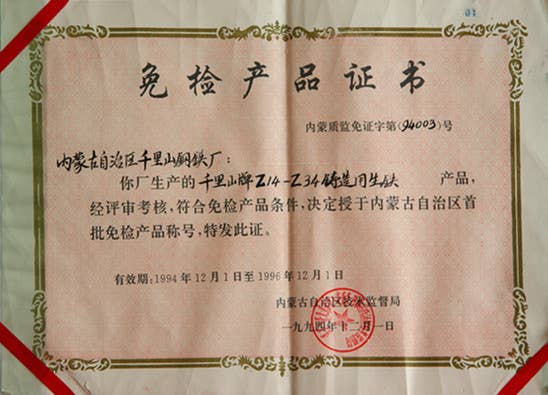 01
免检产品证书
内蒙质监免证字第(94003)号
内蒙古自治区千里山钢铁厂：
你厂生产的千里山牌Z14-Z34铸造用生铁 产品，
经评审考核，符合免检产品条件，决定授于内蒙古自治区首
批免检产品称号，特发此证。
有效期：1994年12月1日至1996年12月1日
内蒙古自治区技术监督局
一九九四年十二月一日